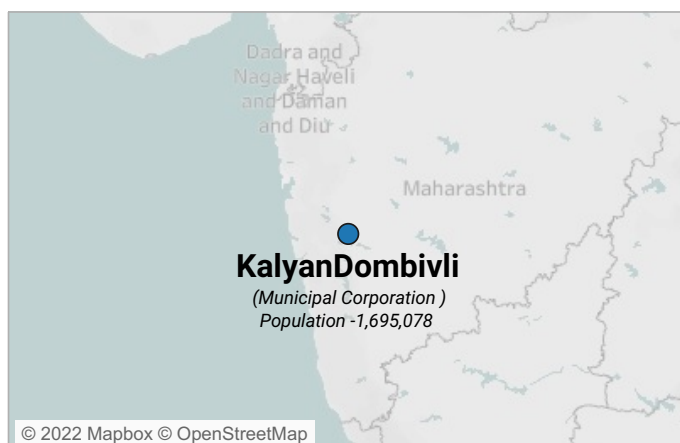 Dadra and
Nagar Haveli
and Daman
and Diu
Maharashtra
KalyanDombivli
(Municipal Corporation )
Population -1,695,078
© 2022 Mapbox © OpenStreetMap